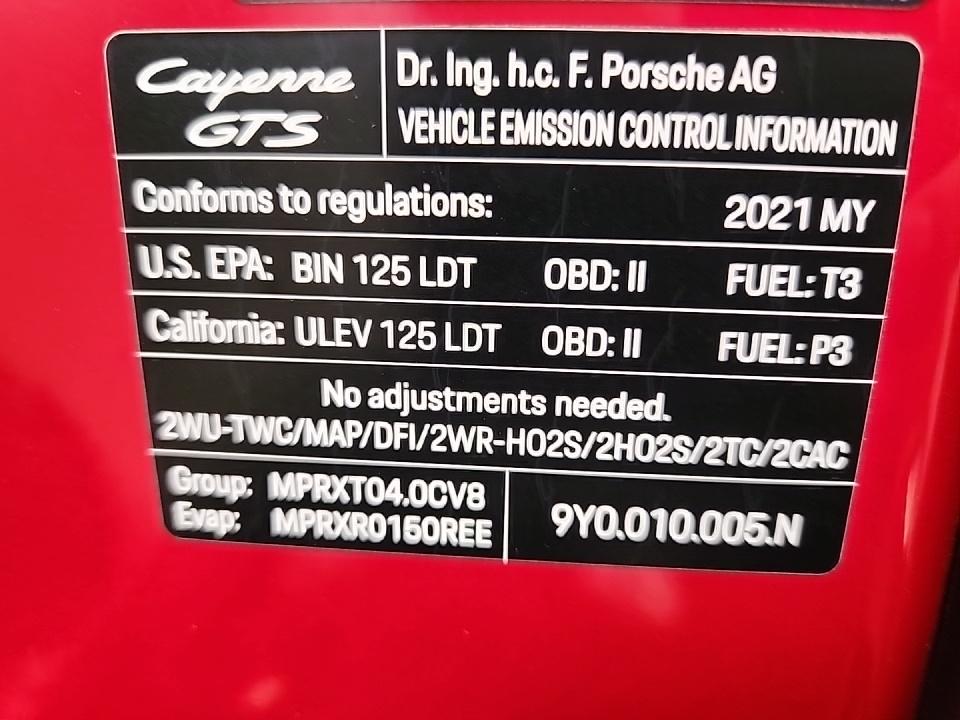 Cayenne
GTS
Dr. Ing. h.c. F. Porsche AG
VEHICLE EMISSION CONTROL INFORMATION
Conforms to regulations: 2021 MY
U.S. EPA: BIN 125 LDT OBD: II FUEL: T3
California: ULEV 125 LDT OBD: II FUEL: P3
No adjustments needed.
2WU-TWC/MAP/DFI/2WR-HO2S/2HO2S/2TC/2CAC
Group: MPRXT04.0CV8
Evap: MPRXR0150REE
9Y0.010.005.N